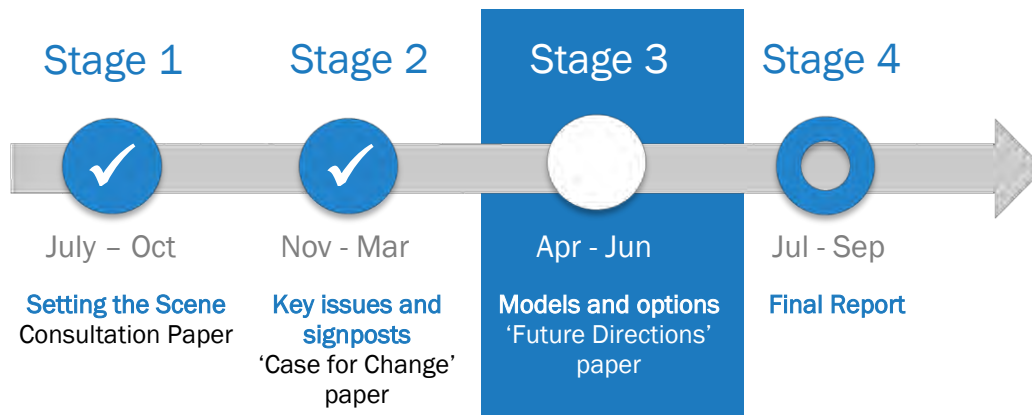 Stage 1
July – Oct
Setting the Scene
Consultation Paper
Stage 2
Nov - Mar
Key issues and
signposts
‘Case for Change’
paper
Stage 3
Apr - Jun
Models and options
‘Future Directions’
paper
Stage 4
Jul - Sep
Final Report